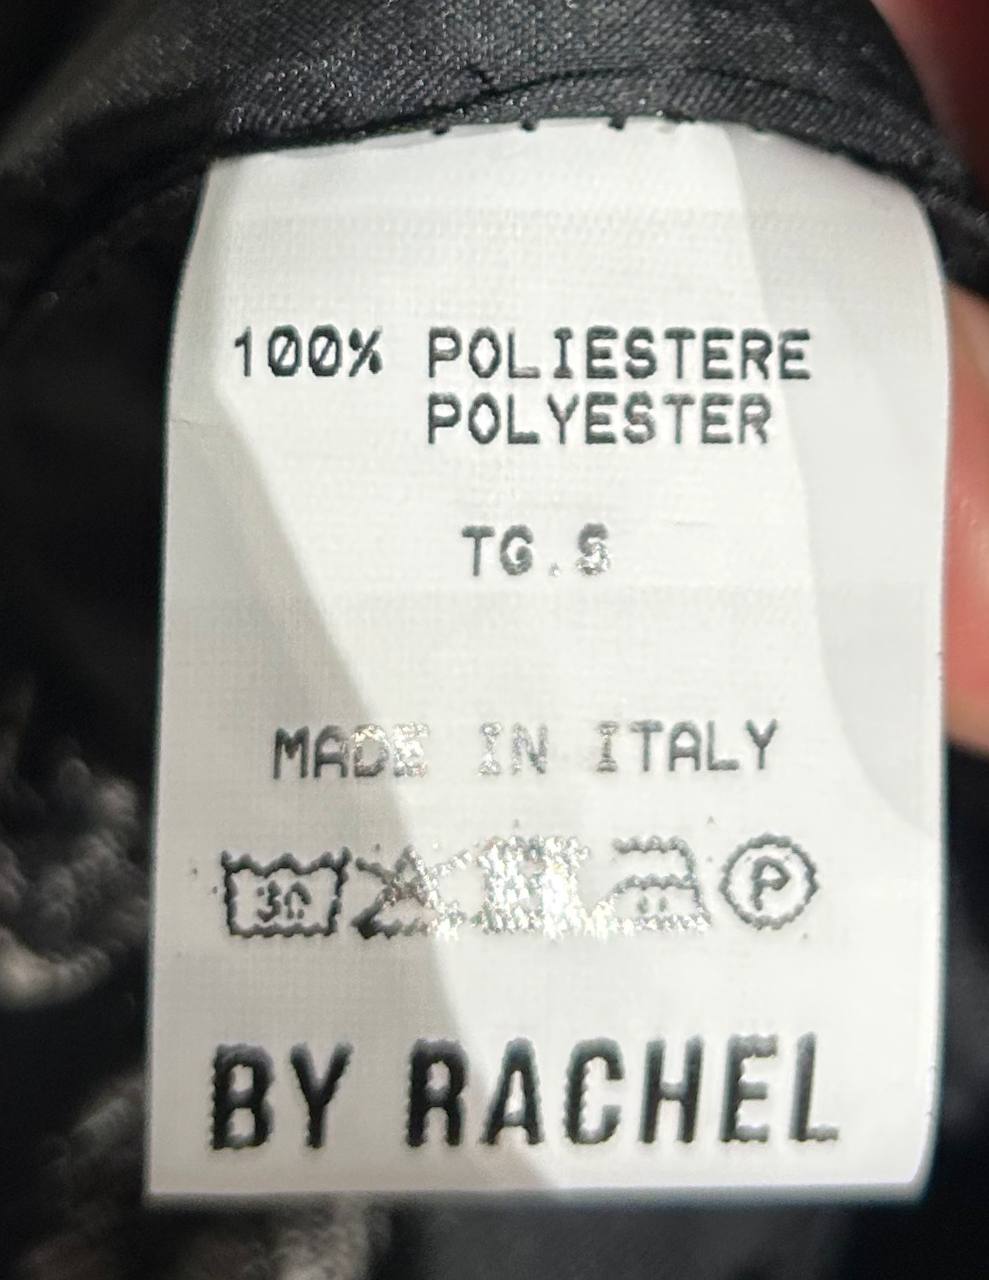 100% POLIESTERE
POLYESTER
TG.S
MADE IN ITALY
30 P
BY RACHEL